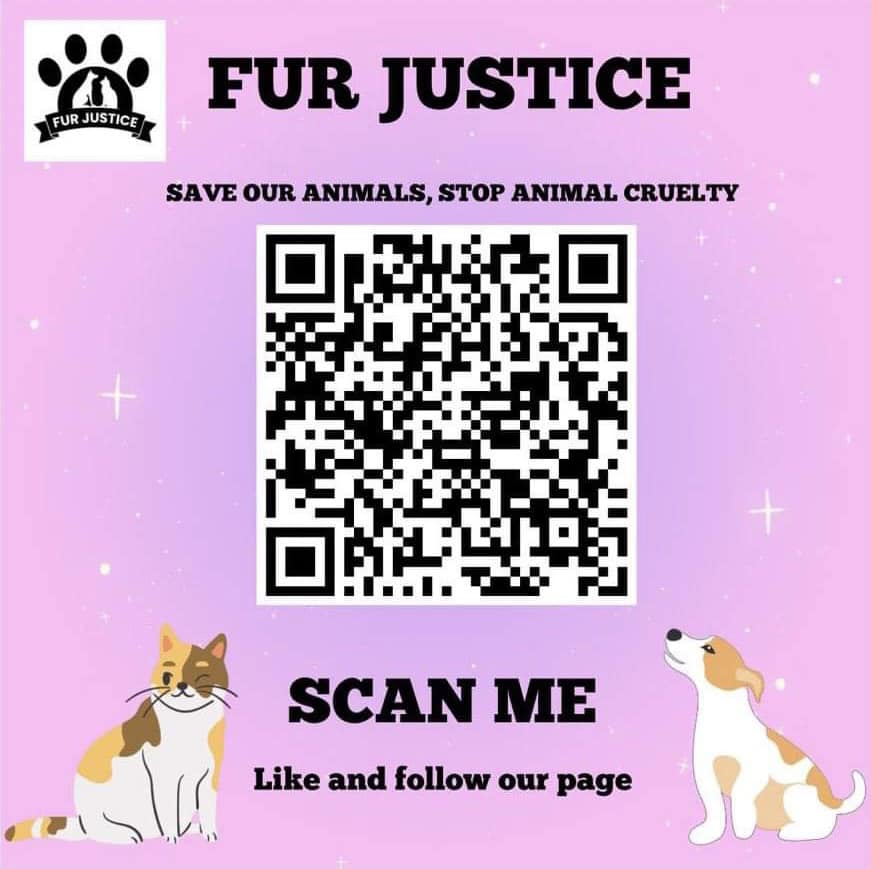 FUR JUSTICE
FUR JUSTICE
SAVE OUR ANIMALS, STOP ANIMAL CRUELTY
SCAN ME
Like and follow our page